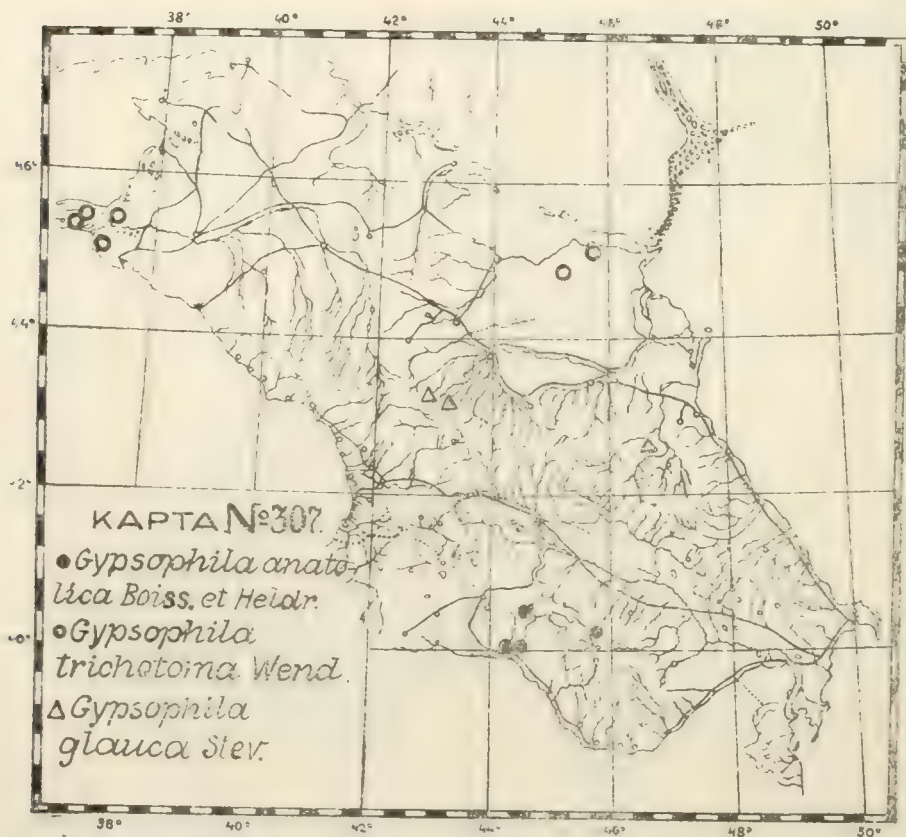 38° 40° 42° 44° 46° 48° 50°
46°
44°
42°
КАРТА №307.
Gypsophila anato-
lica Boiss. et Heldr.
40°
Gypsophila
trichotoma Wend.
Gypsophila
glauca Stev.
38° 40° 42° 44° 46° 48° 50°